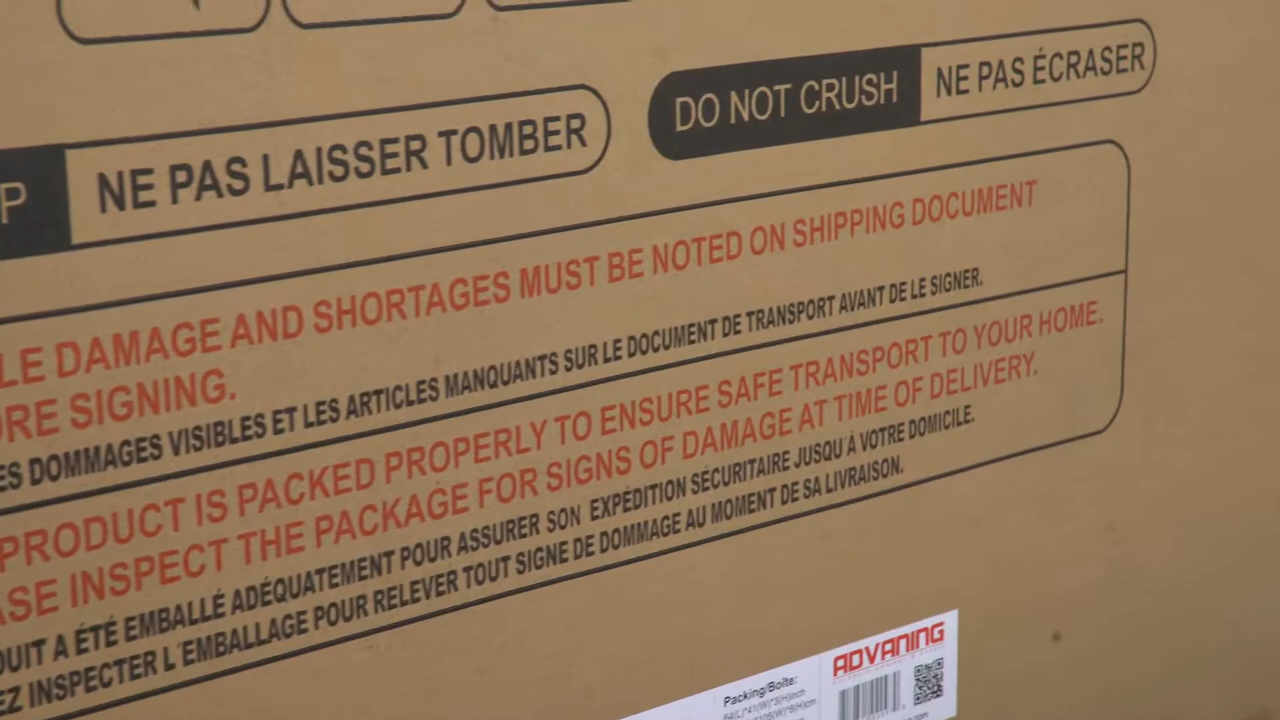 P NE PAS LAISSER TOMBER
DO NOT CRUSH NE PAS ÉCRASER
LE DAMAGE AND SHORTAGES MUST BE NOTED ON SHIPPING DOCUMENT
ORE SIGNING.
ES DOMMAGES VISIBLES ET LES ARTICLES MANQUANTS SUR LE DOCUMENT DE TRANSPORT AVANT DE LE SIGNER.
PRODUCT IS PACKED PROPERLY TO ENSURE SAFE TRANSPORT TO YOUR HOME.
ASE INSPECT THE PACKAGE FOR SIGNS OF DAMAGE AT TIME OF DELIVERY.
DUIT A ÉTÉ EMBALLÉ ADÉQUATEMENT POUR ASSURER SON EXPÉDITION SÉCURITAIRE JUSQU'À VOTRE DOMICILE.
EZ INSPECTER L'EMBALLAGE POUR RELEVER TOUT SIGNE DE DOMMAGE AU MOMENT DE SA LIVRAISON.
ADVANING
Packing/Boîte: